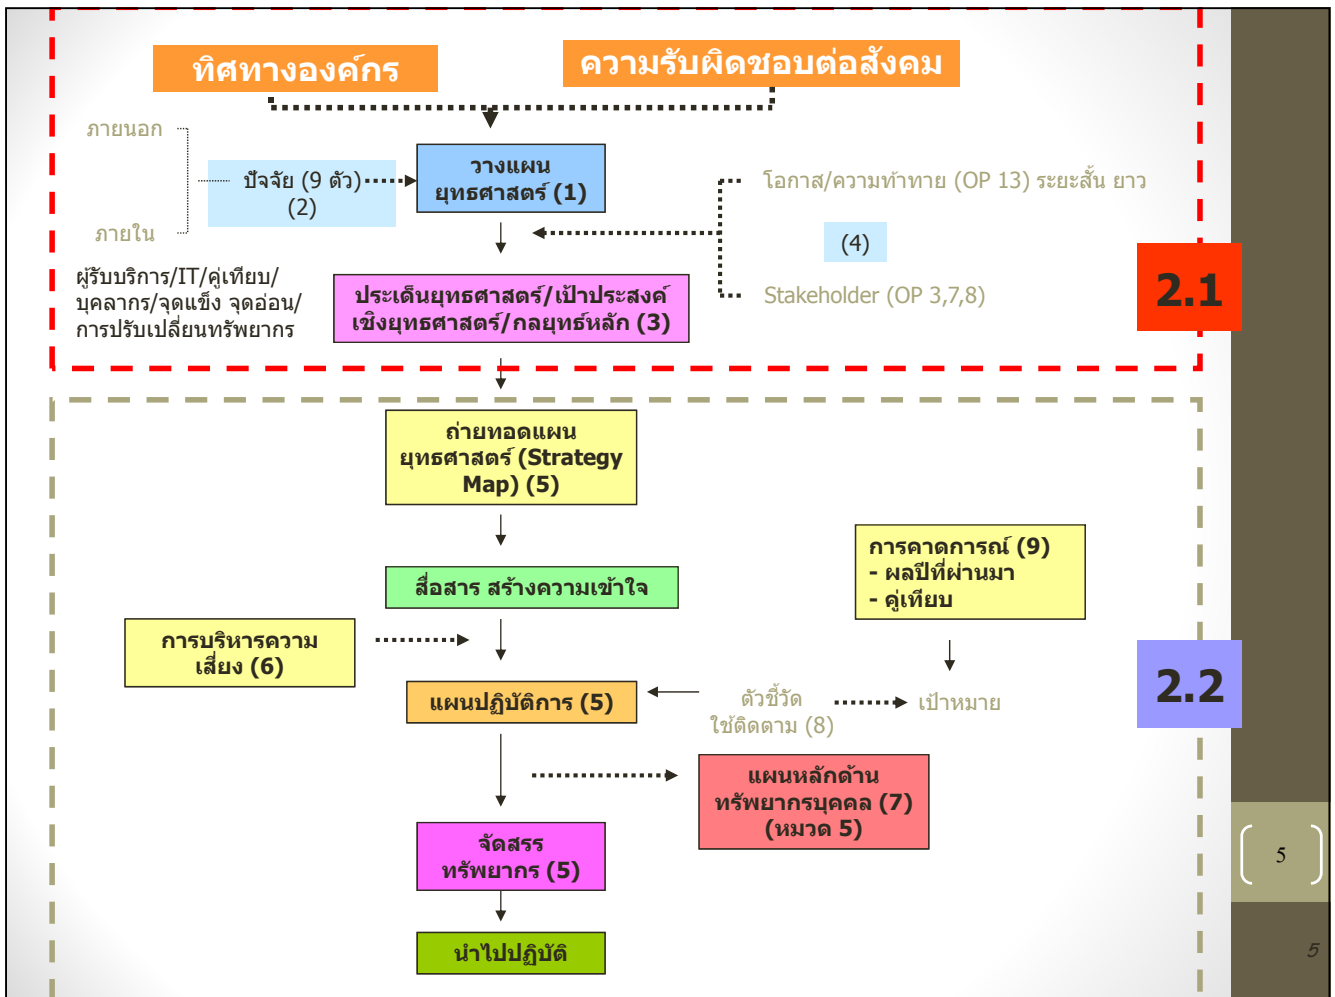 ทิศทางองค์กร
ความรับผิดชอบต่อสังคม
ภายนอก
ปัจจัย (9 ตัว)
(2)
ภายใน
วางแผน
ยุทธศาสตร์ (1)
โอกาส/ความท้าทาย (OP 13) ระยะสั้น ยาว
(4)
Stakeholder (OP 3,7,8)
ผู้รับบริการ/IT/คู่เทียบ/
บุคลากร/จุดแข็ง จุดอ่อน/
การปรับเปลี่ยนทรัพยากร
ประเด็นยุทธศาสตร์/เป้าประสงค์
เชิงยุทธศาสตร์/กลยุทธ์หลัก (3)
2.1
ถ่ายทอดแผน
ยุทธศาสตร์ (Strategy
Map) (5)
สื่อสาร สร้างความเข้าใจ
การคาดการณ์ (9)
- ผลปีที่ผ่านมา
- คู่เทียบ
การบริหารความ
เสี่ยง (6)
แผนปฏิบัติการ (5)
ตัวชี้วัด
ใช้ติดตาม (8)
เป้าหมาย
2.2
แผนหลักด้าน
ทรัพยากรบุคคล (7)
(หมวด 5)
จัดสรร
ทรัพยากร (5)
นำไปปฏิบัติ
5
5